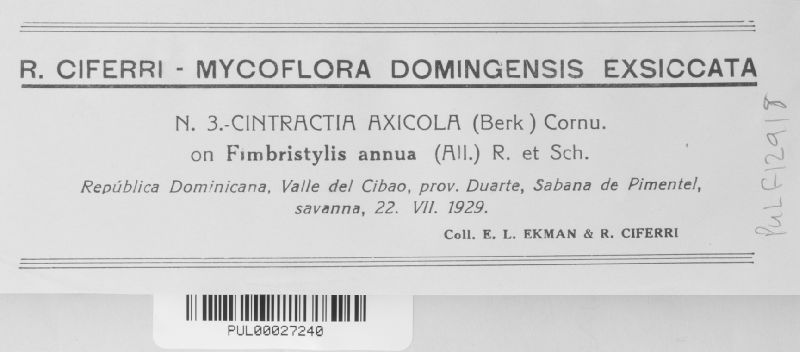 R. CIFERRI - MYCOFLORA DOMINGENSIS EXSICCATA
N. 3.-CINTRACTIA AXICOLA (Berk) Cornu.
on Fimbristylis annua (All.) R. et Sch.
República Dominicana, Valle del Cibao, prov. Duarte, Sabana de Pimentel,
savanna, 22. VII. 1929.
Coll. E. L. EKMAN & R. CIFERRI
PUL F12918
PUL00027240